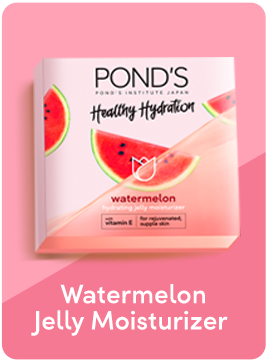 POND'S
POND'S INSTITUTE JAPAN
Healthy Hydration
watermelon
hydrating jelly moisturizer
with
vitamin E
for rejuvenated,
supple skin
Watermelon
Jelly Moisturizer